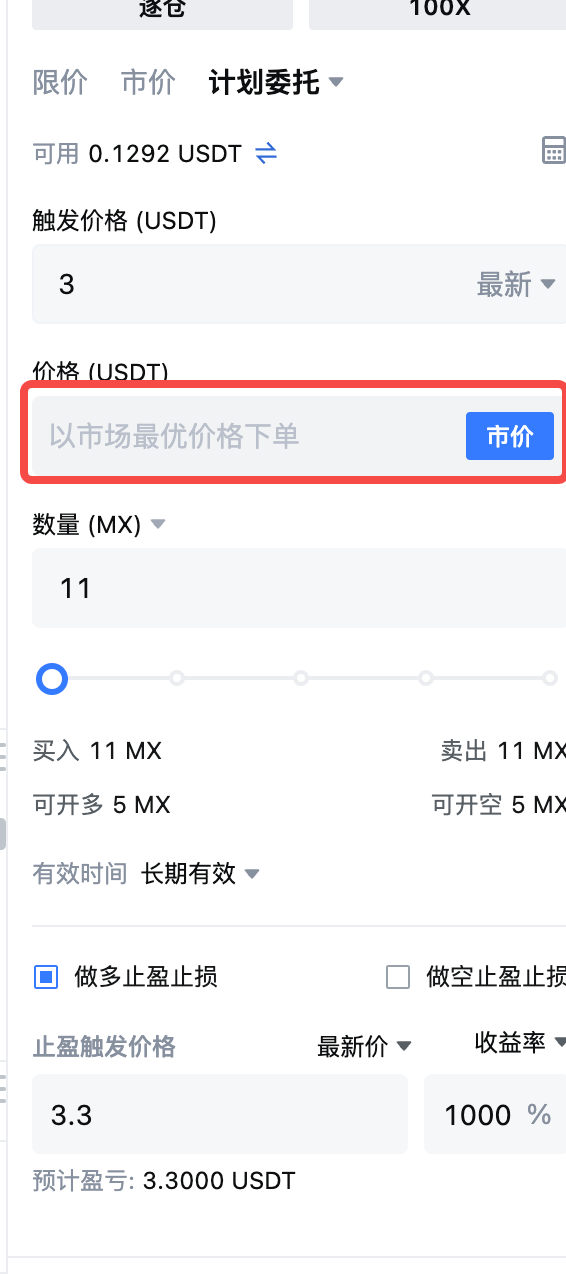 逐仓 100X
限价 市价 计划委托
可用 0.1292 USDT
触发价格 (USDT)
3 最新
价格 (USDT)
以市场最优价格下单 市价
数量 (MX)
11
买入 11 MX 卖出 11 MX
可开多 5 MX 可开空 5 MX
有效时间 长期有效
做多止盈止损 做空止盈止损
止盈触发价格 最新价 收益率
3.3 1000 %
预计盈亏: 3.3000 USDT